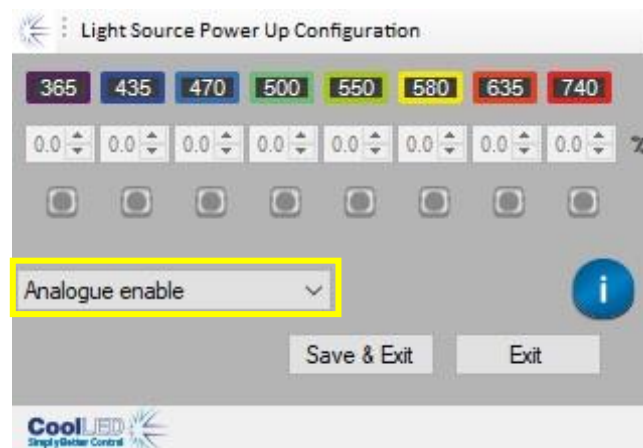 Light Source Power Up Configuration
365 435 470 500 550 580 635 740
0.0 0.0 0.0 0.0 0.0 0.0 0.0 0.0 %
Analogue enable
i
Save & Exit Exit
CoolLED
Simply Better Control